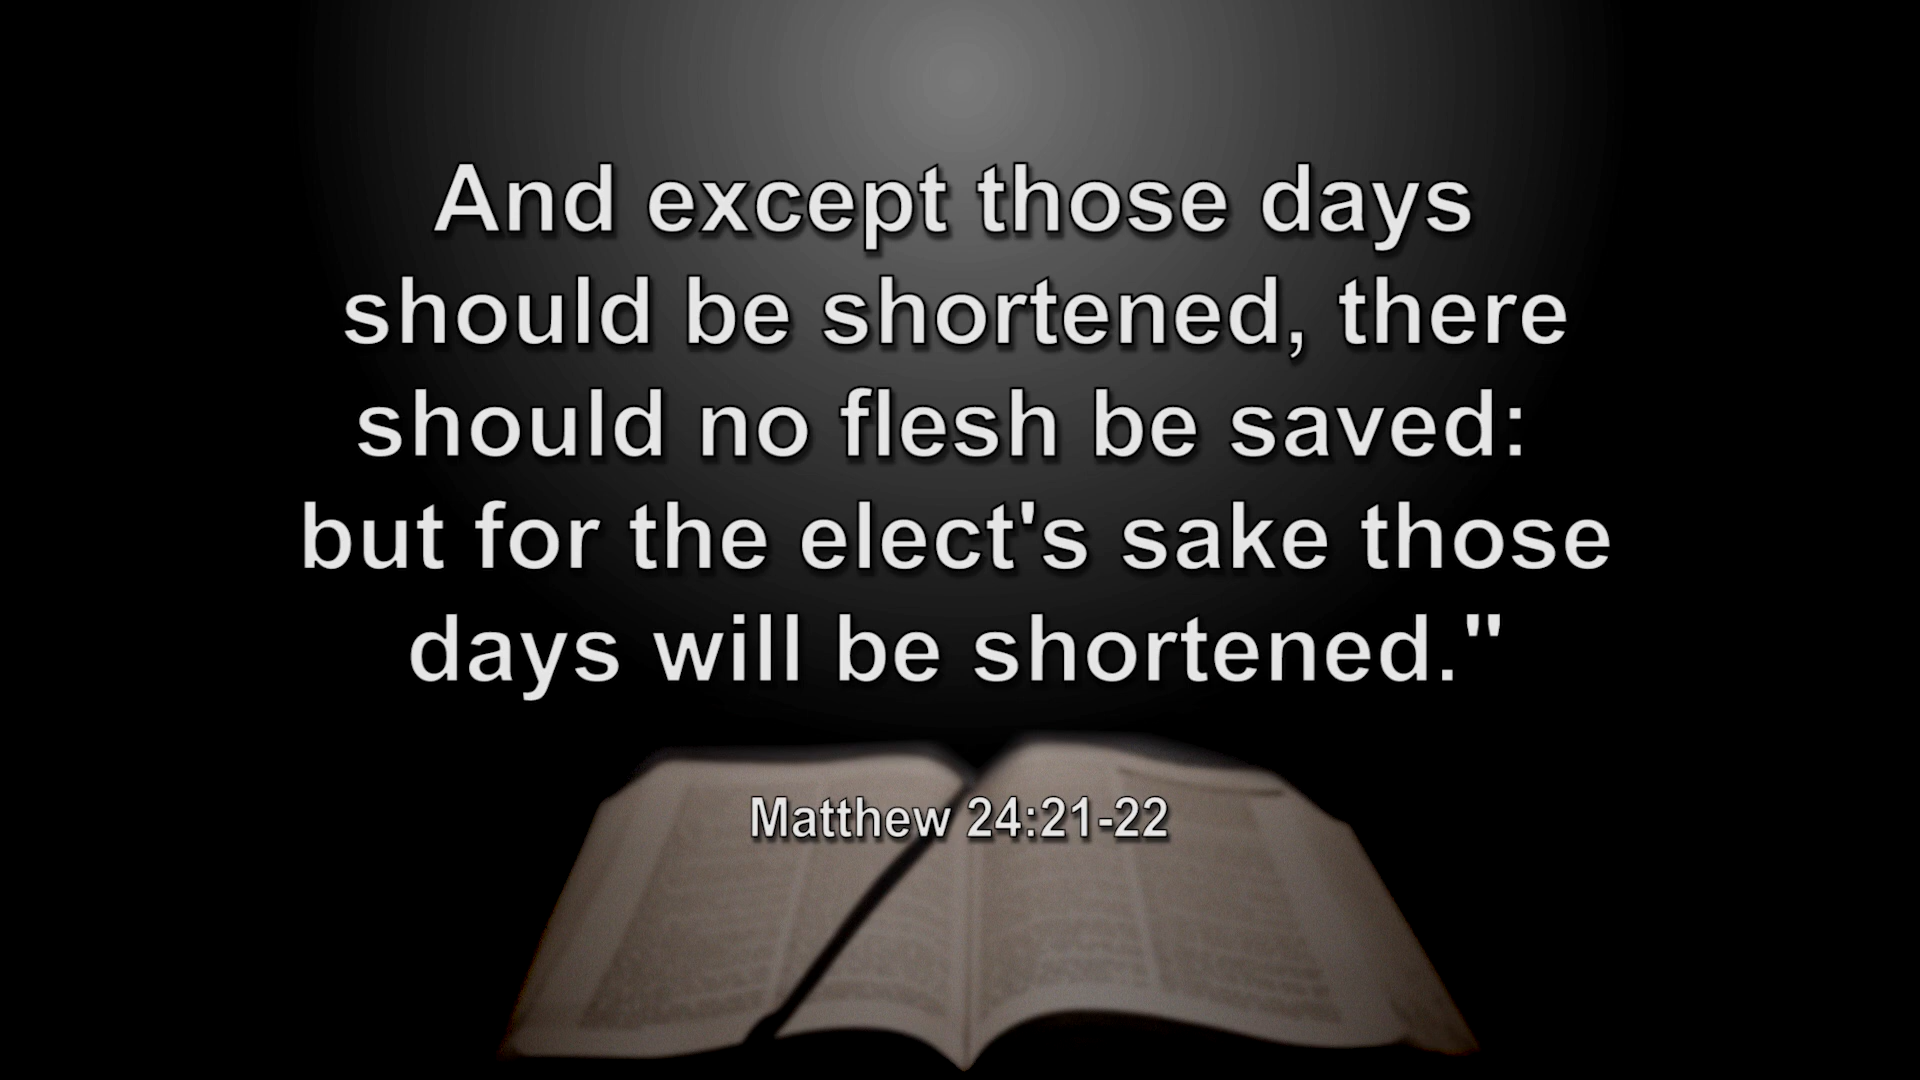 And except those days
should be shortened, there
should no flesh be saved:
but for the elect's sake those
days will be shortened."
Matthew 24:21-22